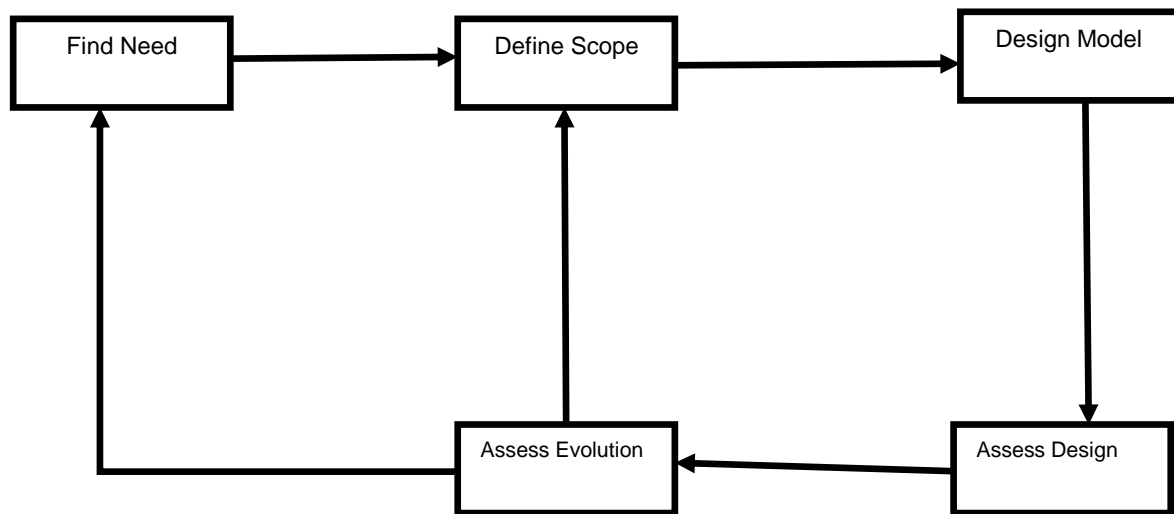 Find Need
Define Scope
Design Model
Assess Evolution
Assess Design